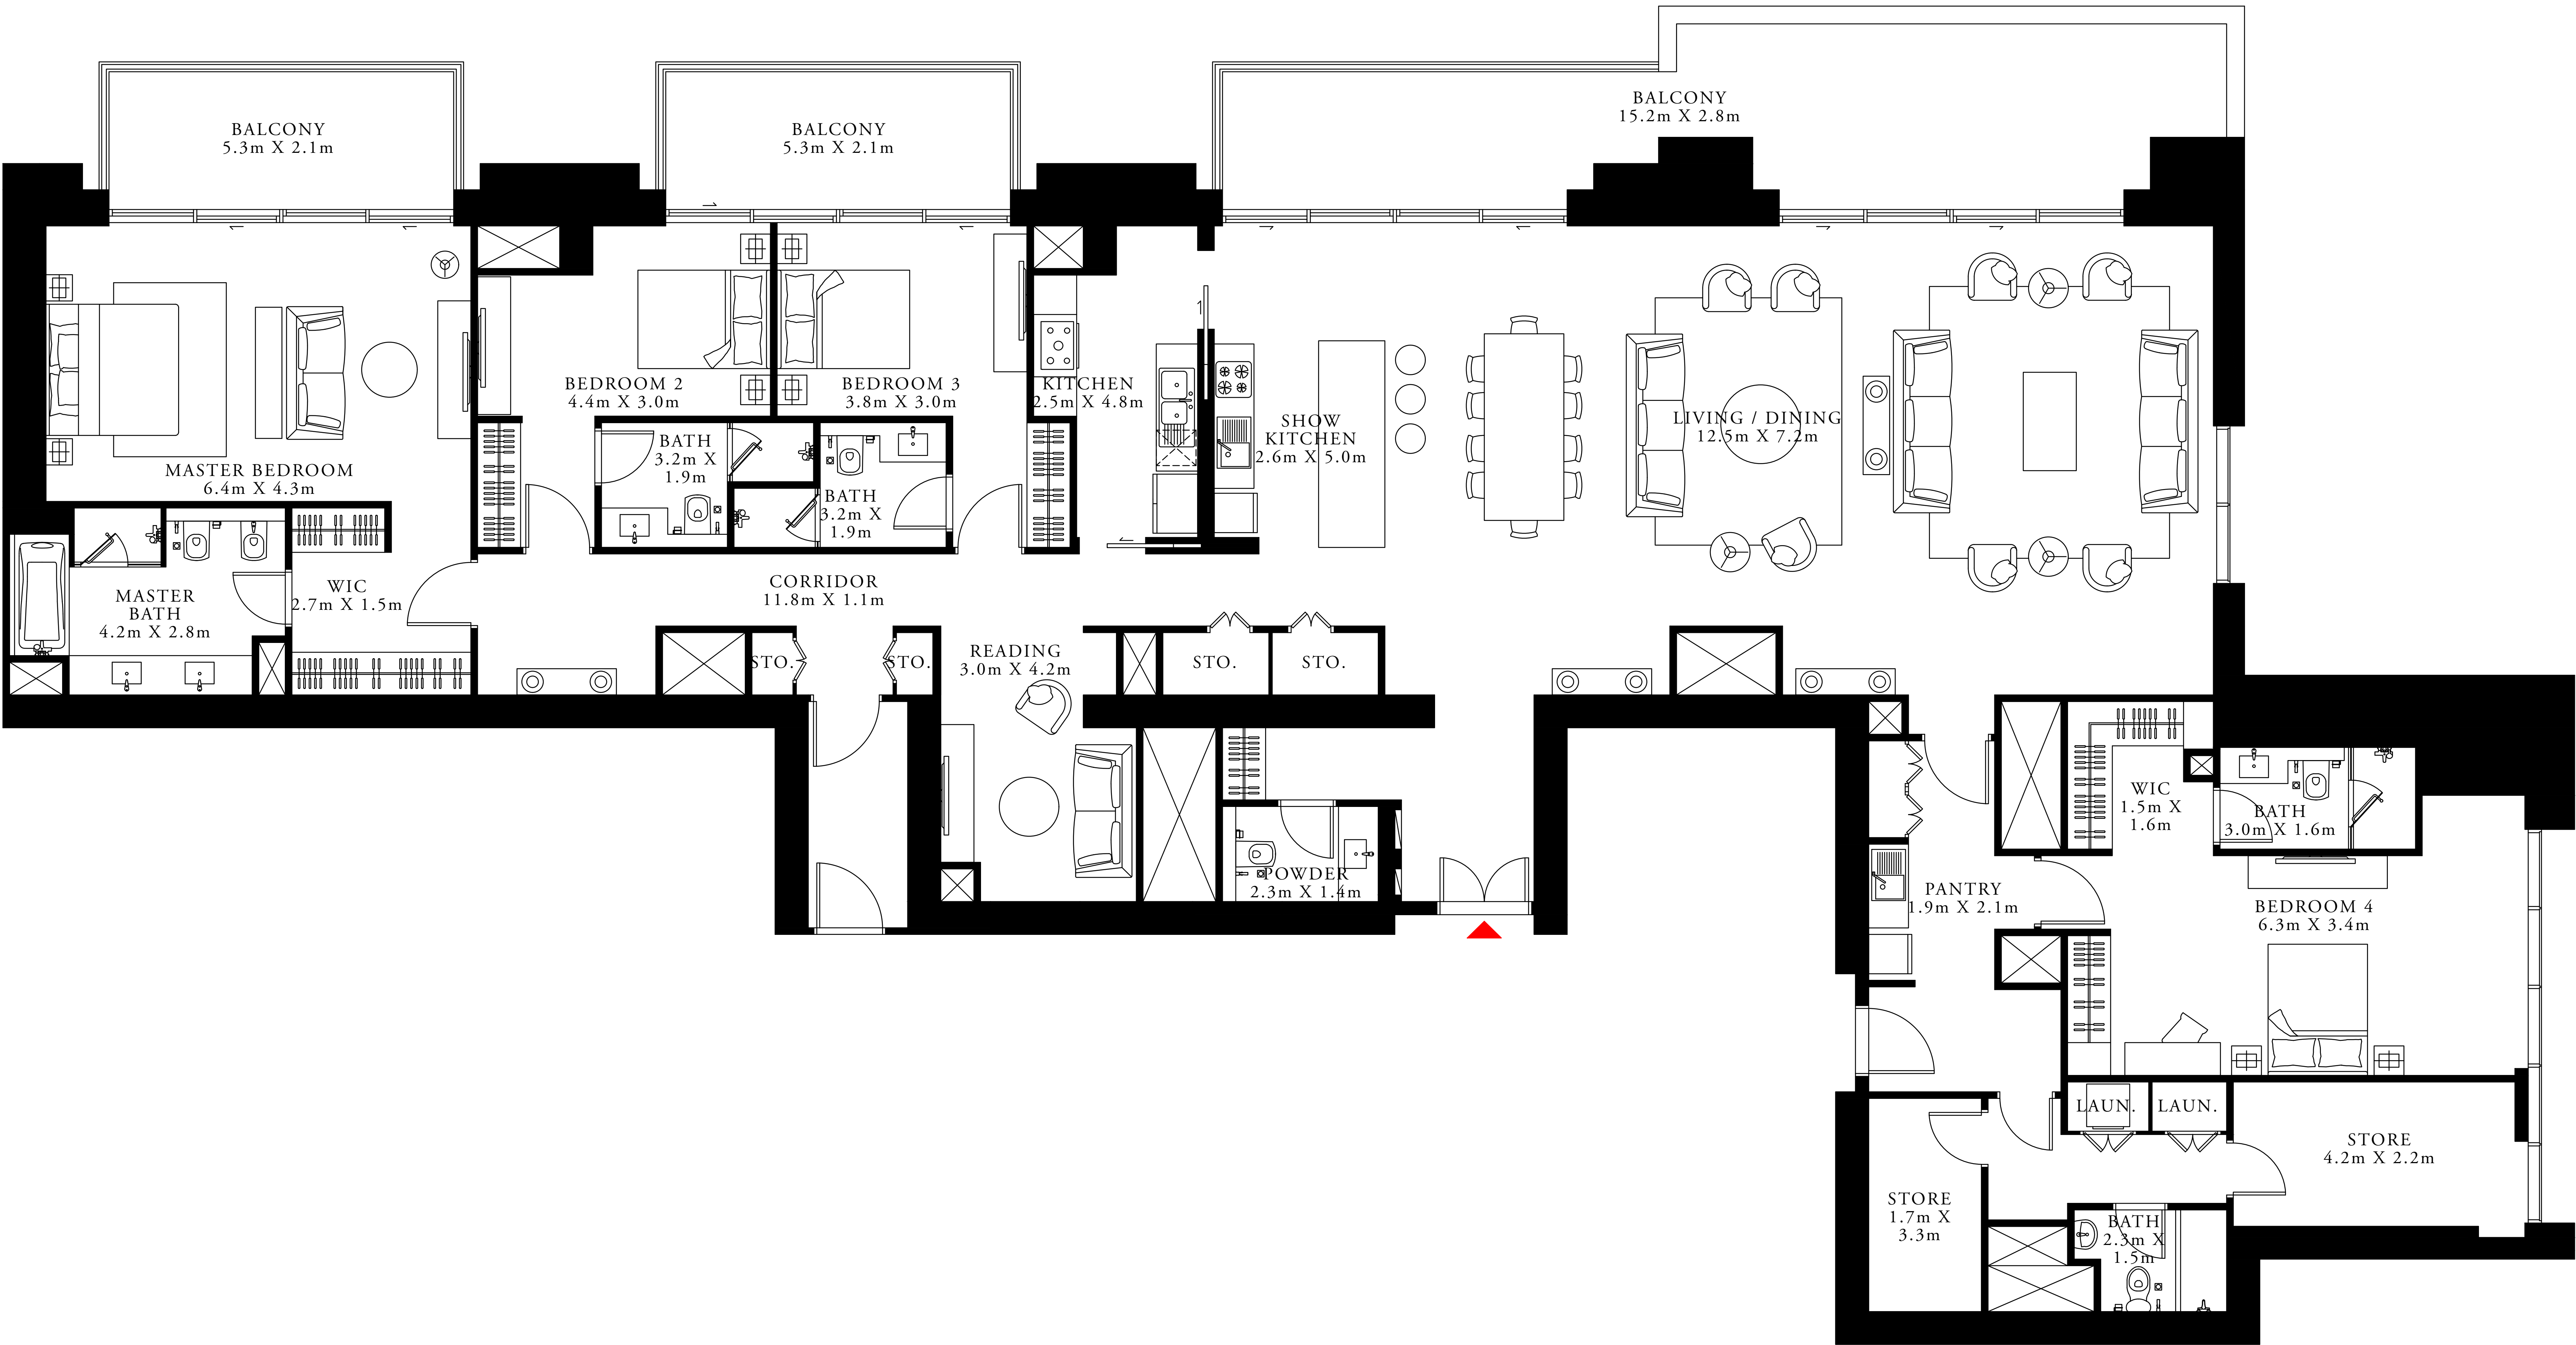 BALCONY
5.3m X 2.1m
BALCONY
5.3m X 2.1m
BALCONY
15.2m X 2.8m
MASTER BEDROOM
6.4m X 4.3m
BEDROOM 2
4.4m X 3.0m
BEDROOM 3
3.8m X 3.0m
KITCHEN
2.5m X 4.8m
SHOW
KITCHEN
2.6m X 5.0m
LIVING / DINING
12.5m X 7.2m
BATH
3.2m X
1.9m
BATH
3.2m X
1.9m
MASTER
BATH
4.2m X 2.8m
WIC
2.7m X 1.5m
CORRIDOR
11.8m X 1.1m
STO.
STO.
READING
3.0m X 4.2m
STO.
STO.
POWDER
2.3m X 1.4m
WIC
1.5m X
1.6m
BATH
3.0m X 1.6m
PANTRY
1.9m X 2.1m
BEDROOM 4
6.3m X 3.4m
LAUN.
LAUN.
STORE
4.2m X 2.2m
STORE
1.7m X
3.3m
BATH
2.3m X
1.5m